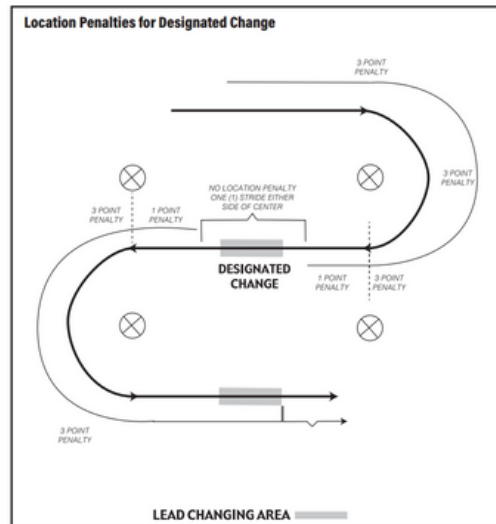 Location Penalties for Designated Change
3 POINT
PENALTY
3 POINT
PENALTY
NO LOCATION PENALTY
ONE (1) STRIDE EITHER
SIDE OF CENTER
3 POINT
PENALTY
1 POINT
PENALTY
DESIGNATED
CHANGE
1 POINT
PENALTY
3 POINT
PENALTY
3 POINT
PENALTY
LEAD CHANGING AREA